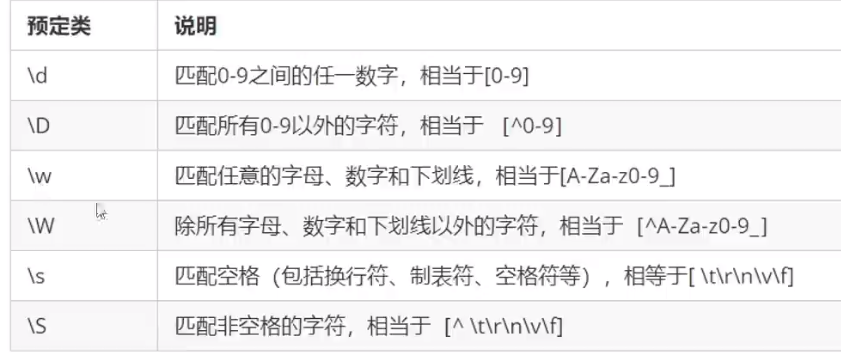 预定类 说明
\d 匹配0-9之间的任一数字，相当于[0-9]
\D 匹配所有0-9以外的字符，相当于 [^0-9]
\w 匹配任意的字母、数字和下划线，相当于[A-Za-z0-9_]
\W 除所有字母、数字和下划线以外的字符，相当于 [^A-Za-z0-9_]
\s 匹配空格（包括换行符、制表符、空格符等），相等于[ \t\r\n\v\f]
\S 匹配非空格的字符，相当于 [^ \t\r\n\v\f]